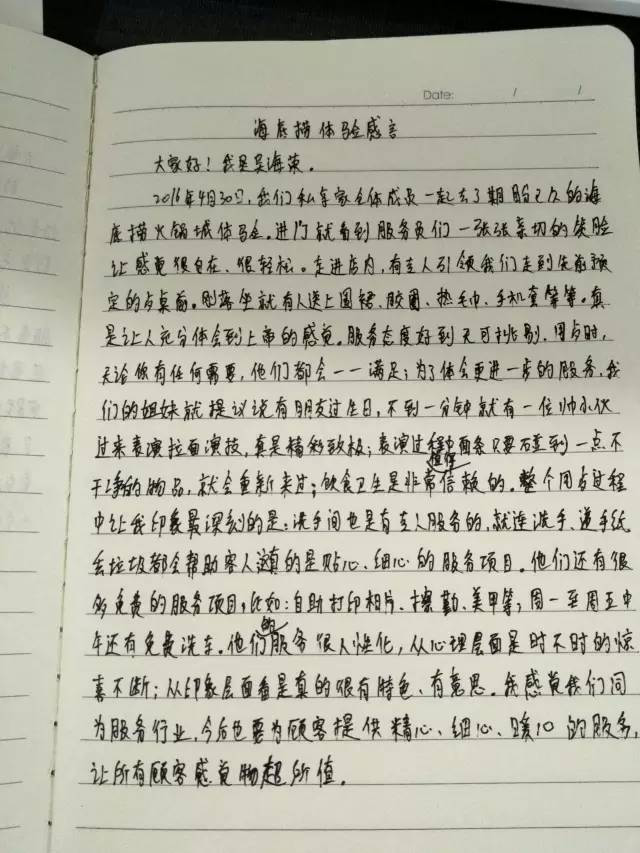 Date: / /
海底捞体验感言
大家好！我是吴海荣。
2016年4月30日，我们私享家全体成员一起去了期盼已久的海
底捞火锅城体验。进门就看到服务员们一张张亲切的笑脸
让感觉很自在、很轻松。走进店内，有专人引领我们走到先前预
定的占桌前。刚落坐就有人送上围裙、胶圈、热毛巾、手机套等等。真
是让人充分体会到上帝的感觉。服务态度好到无可挑剔，用占时，
无论你有任何需要，他们都会一一满足；为了体会更进一步的服务，我
们的姐妹就提议说有朋友过生日，不到一分钟就有一位帅小伙
过来表演拉面演技，真是精彩致极；表演过程中面条只要碰到一点不
干净的物品，就会重新来过；饮食卫生是非常值得信赖的。整个用占过程
中让我印象最深刻的是：洗手间也是有专人服务的，就连洗手、递手纸
丢垃圾都会帮助客人这真的是贴心、细心的服务项目。他们还有很
多免费的服务项目，比如：自助打印相片、擦鞋、美甲等，周一至周五中
午还有免费洗车。他们的服务很人性化，从心理层面是时不时的惊
喜不断；从印象层面看是真的很有特色、有意思。我感觉我们同
为服务行业，今后也要为顾客提供精心、细心、暖心的服务，
让所有顾客感觉物超所值。